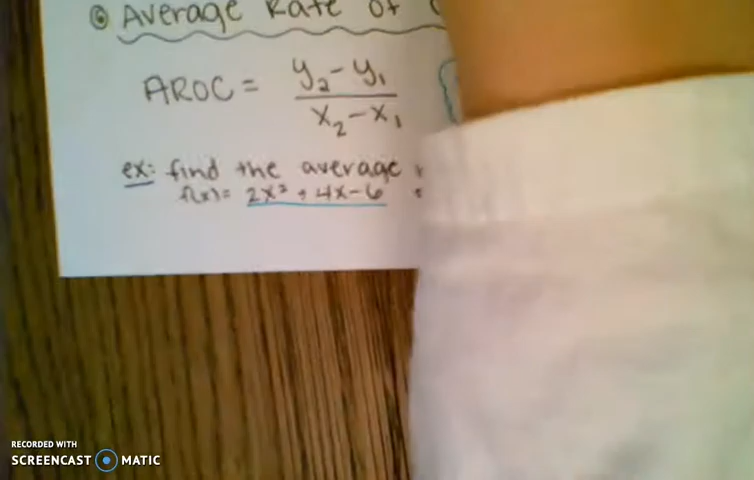 ⑥ Average Rate of
AROC = y₂-y₁ / x₂-x₁
ex: find the average
f(x)= 2x² + 4x-6
RECORDED WITH
SCREENCAST MATIC